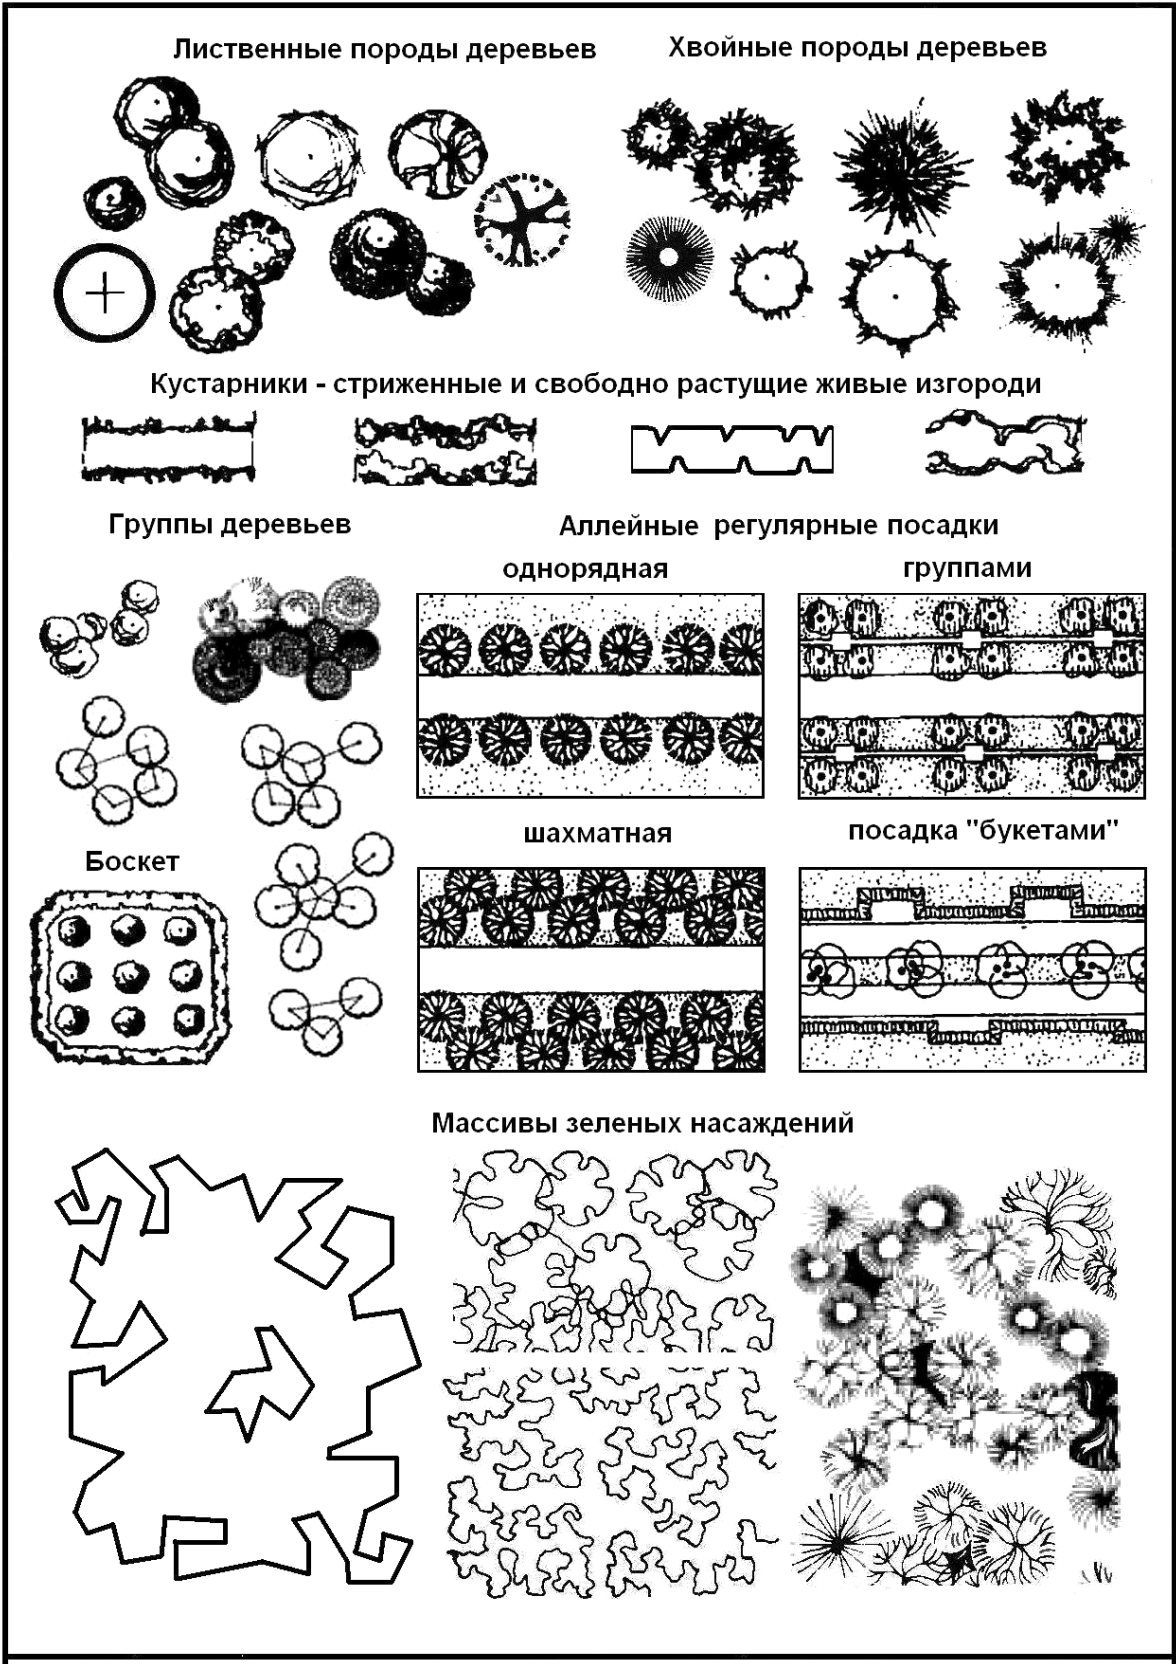 Лиственные породы деревьев
Хвойные породы деревьев
Кустарники - стриженные и свободно растущие живые изгороди
Группы деревьев
Аллейные регулярные посадки
однорядная
группами
шахматная
посадка "букетами"
Боскет
Массивы зеленых насаждений